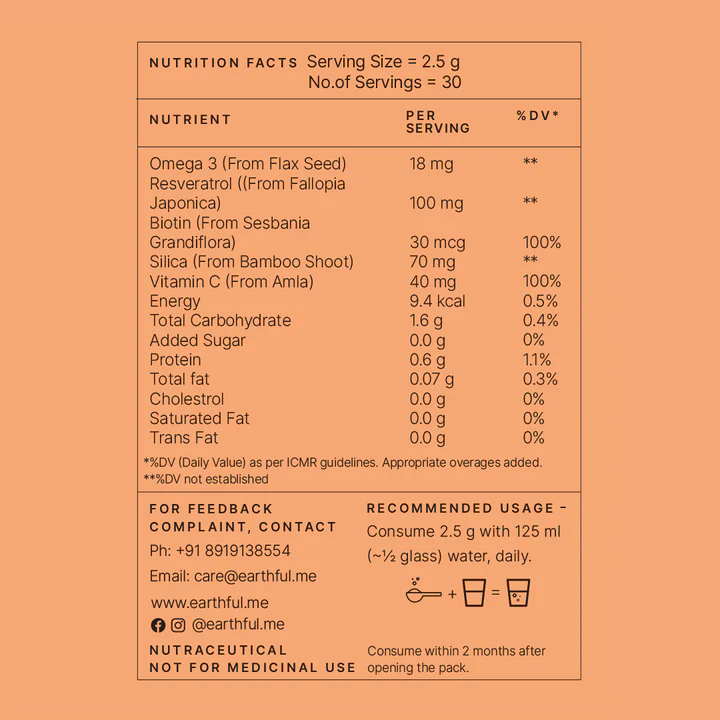 NUTRITION FACTS Serving Size = 2.5 g
No.of Servings = 30
NUTRIENT PER SERVING %DV*
Omega 3 (From Flax Seed) 18 mg **
Resveratrol ((From Fallopia
Japonica) 100 mg **
Biotin (From Sesbania
Grandiflora) 30 mcg 100%
Silica (From Bamboo Shoot) 70 mg **
Vitamin C (From Amla) 40 mg 100%
Energy 9.4 kcal 0.5%
Total Carbohydrate 1.6 g 0.4%
Added Sugar 0.0 g 0%
Protein 0.6 g 1.1%
Total fat 0.07 g 0.3%
Cholestrol 0.0 g 0%
Saturated Fat 0.0 g 0%
Trans Fat 0.0 g 0%
*%DV (Daily Value) as per ICMR guidelines. Appropriate overages added.
**%DV not established
FOR FEEDBACK
COMPLAINT, CONTACT
Ph: +91 8919138554
Email: care@earthful.me
www.earthful.me
@earthful.me
NUTRACEUTICAL
NOT FOR MEDICINAL USE
RECOMMENDED USAGE -
Consume 2.5 g with 125 ml
(~½ glass) water, daily.
+ =
Consume within 2 months after
opening the pack.